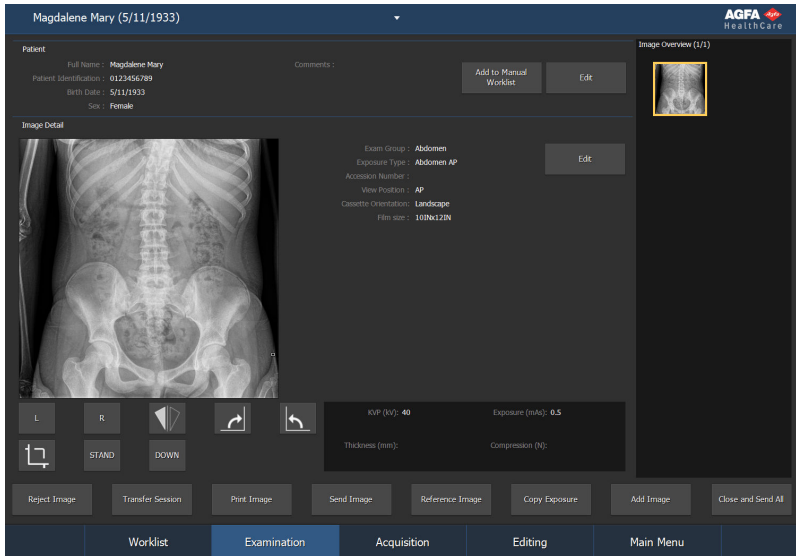 Magdalene Mary (5/11/1933)
AGFA
HealthCare
Patient
Full Name : Magdalene Mary
Patient Identification : 0123456789
Birth Date : 5/11/1933
Sex : Female
Comments :
Add to Manual
Worklist
Edit
Image Overview (1/1)
Image Detail
Exam Group : Abdomen
Exposure Type : Abdomen AP
Accession Number :
View Position : AP
Cassette Orientation: Landscape
Film size : 10INx12IN
Edit
L
R
STAND
DOWN
KVP (kV): 40
Exposure (mAs): 0.5
Thickness (mm):
Compression (N):
Reject Image
Transfer Session
Print Image
Send Image
Reference Image
Copy Exposure
Add Image
Close and Send All
Worklist
Examination
Acquisition
Editing
Main Menu